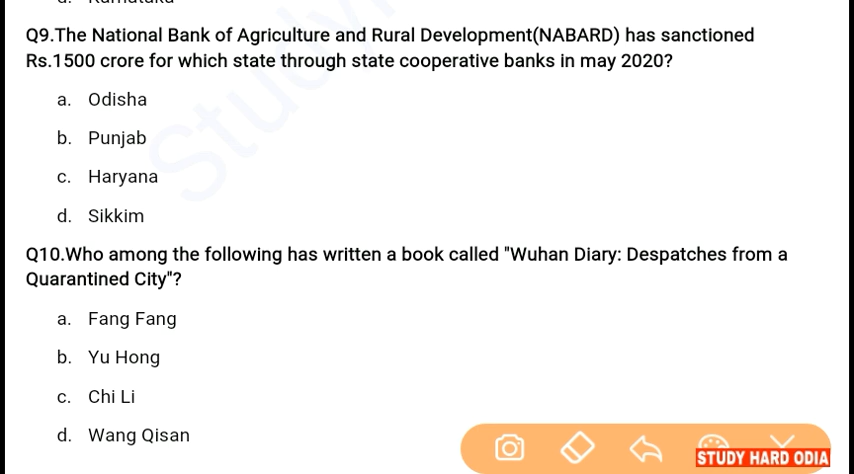 Q9.The National Bank of Agriculture and Rural Development(NABARD) has sanctioned
Rs.1500 crore for which state through state cooperative banks in may 2020?
a. Odisha
b. Punjab
c. Haryana
d. Sikkim
Q10.Who among the following has written a book called "Wuhan Diary: Despatches from a
Quarantined City"?
a. Fang Fang
b. Yu Hong
c. Chi Li
d. Wang Qisan
STUDY HARD ODIA